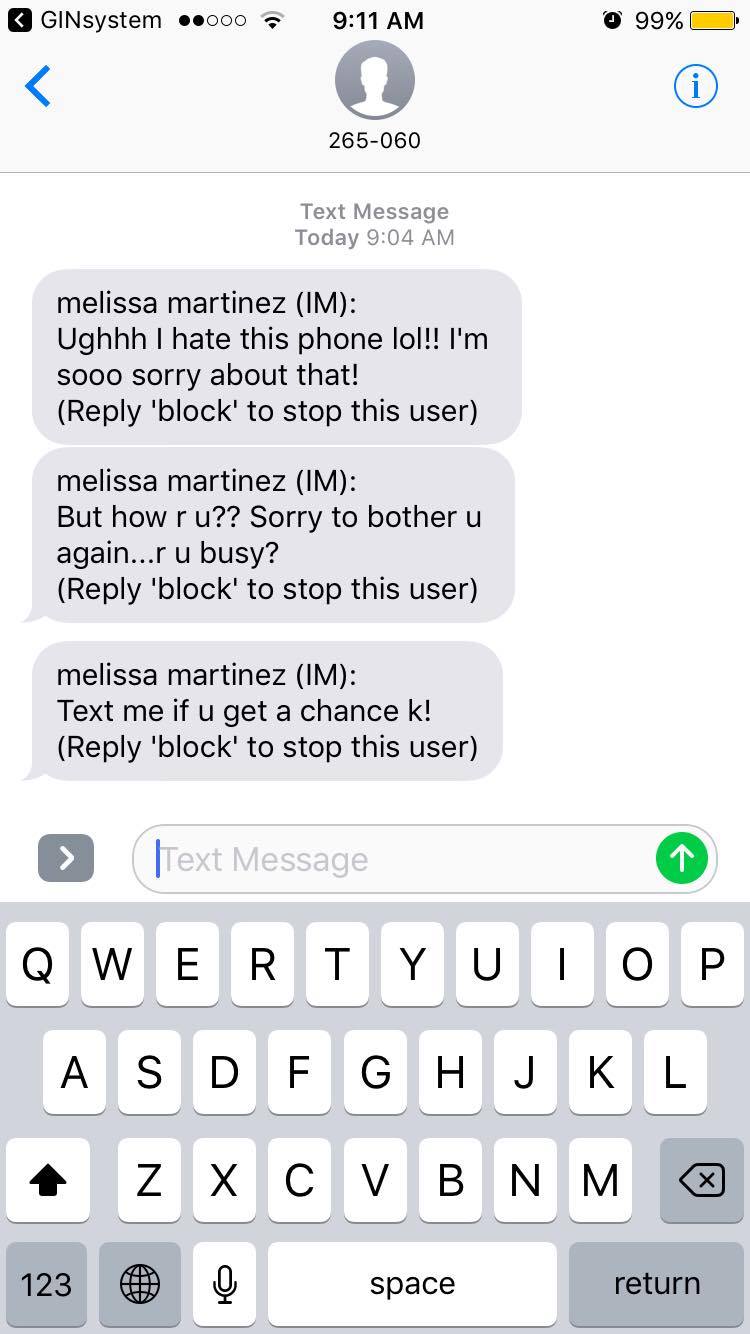 GINsystem 9:11 AM 99%
265-060
Text Message
Today 9:04 AM
melissa martinez (IM):
Ughhh I hate this phone lol!! I'm
sooo sorry about that!
(Reply 'block' to stop this user)
melissa martinez (IM):
But how r u?? Sorry to bother u
again...r u busy?
(Reply 'block' to stop this user)
melissa martinez (IM):
Text me if u get a chance k!
(Reply 'block' to stop this user)
Text Message
Q W E R T Y U I O P
A S D F G H J K L
Z X C V B N M
123 space return